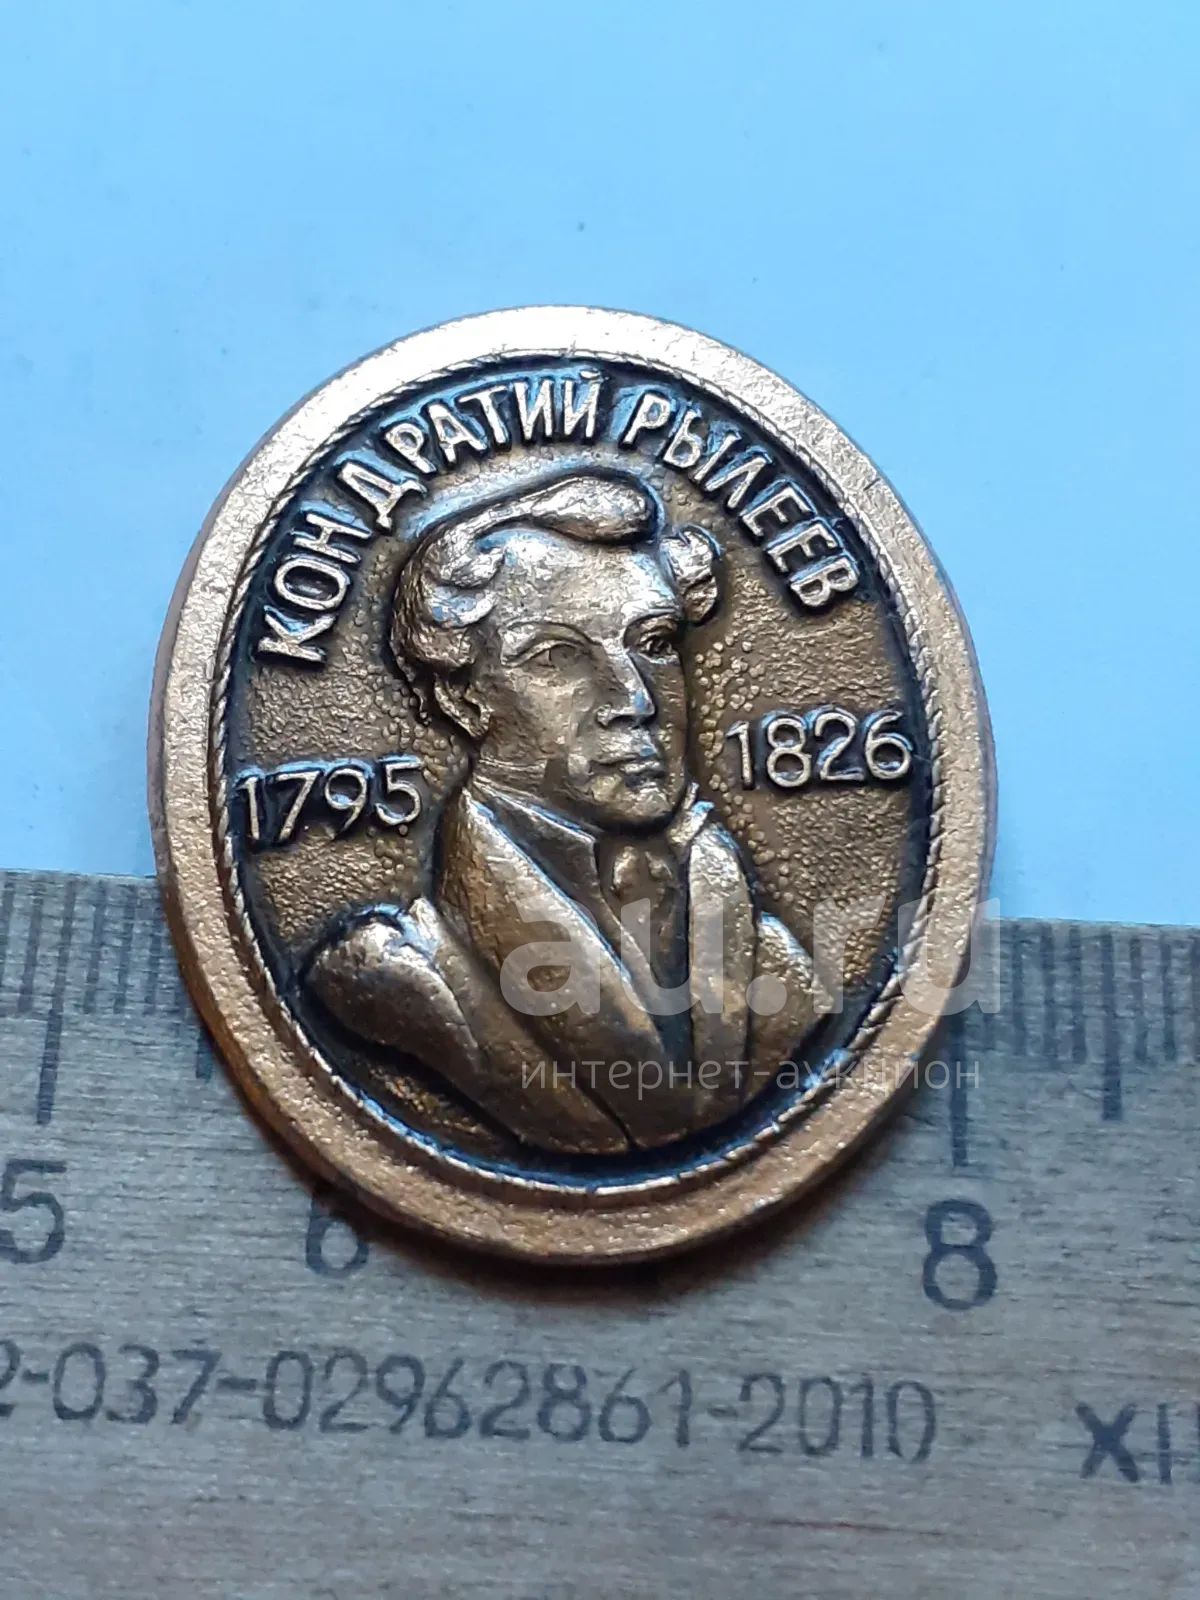 КОНДРАТИЙ РЫЛЕЕВ
1795 1826
au.ru
интернет-аукцион
5 6 8
2-037-02962861-2010